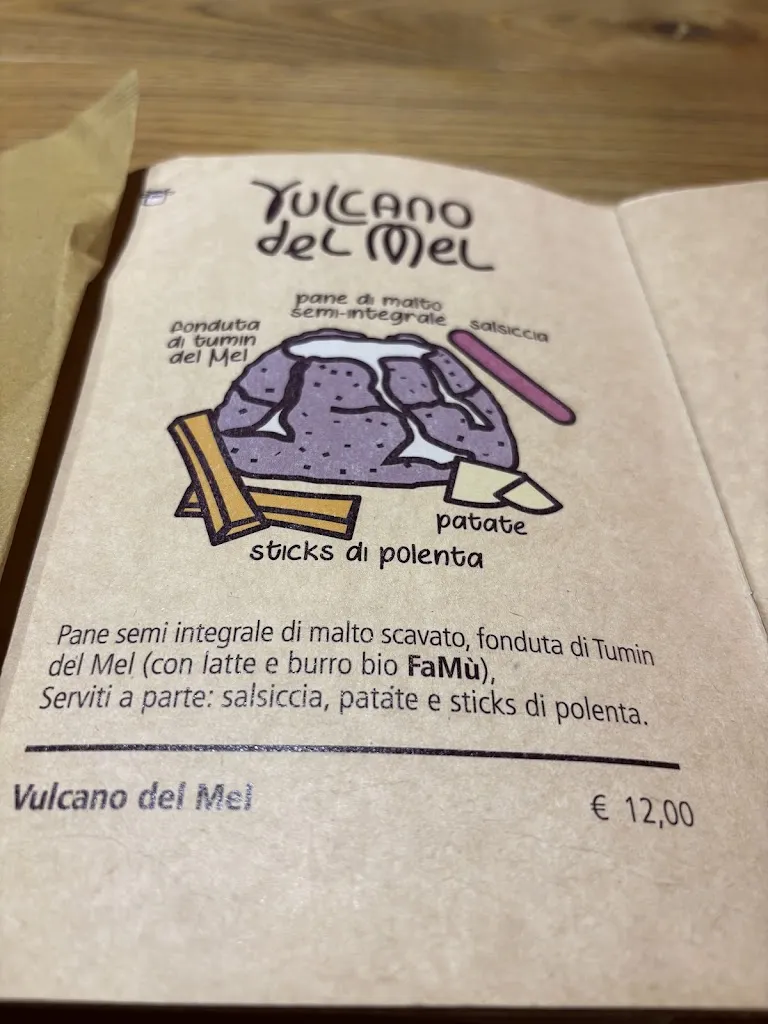 Vulcano
del Mel
pane di malto
semi-integrale
salsiccia
fonduta
di tumin
del Mel
patate
sticks di polenta
Pane semi integrale di malto scavato, fonduta di Tumin
del Mel (con latte e burro bio FaMù),
Serviti a parte: salsiccia, patate e sticks di polenta.
Vulcano del Mel € 12,00